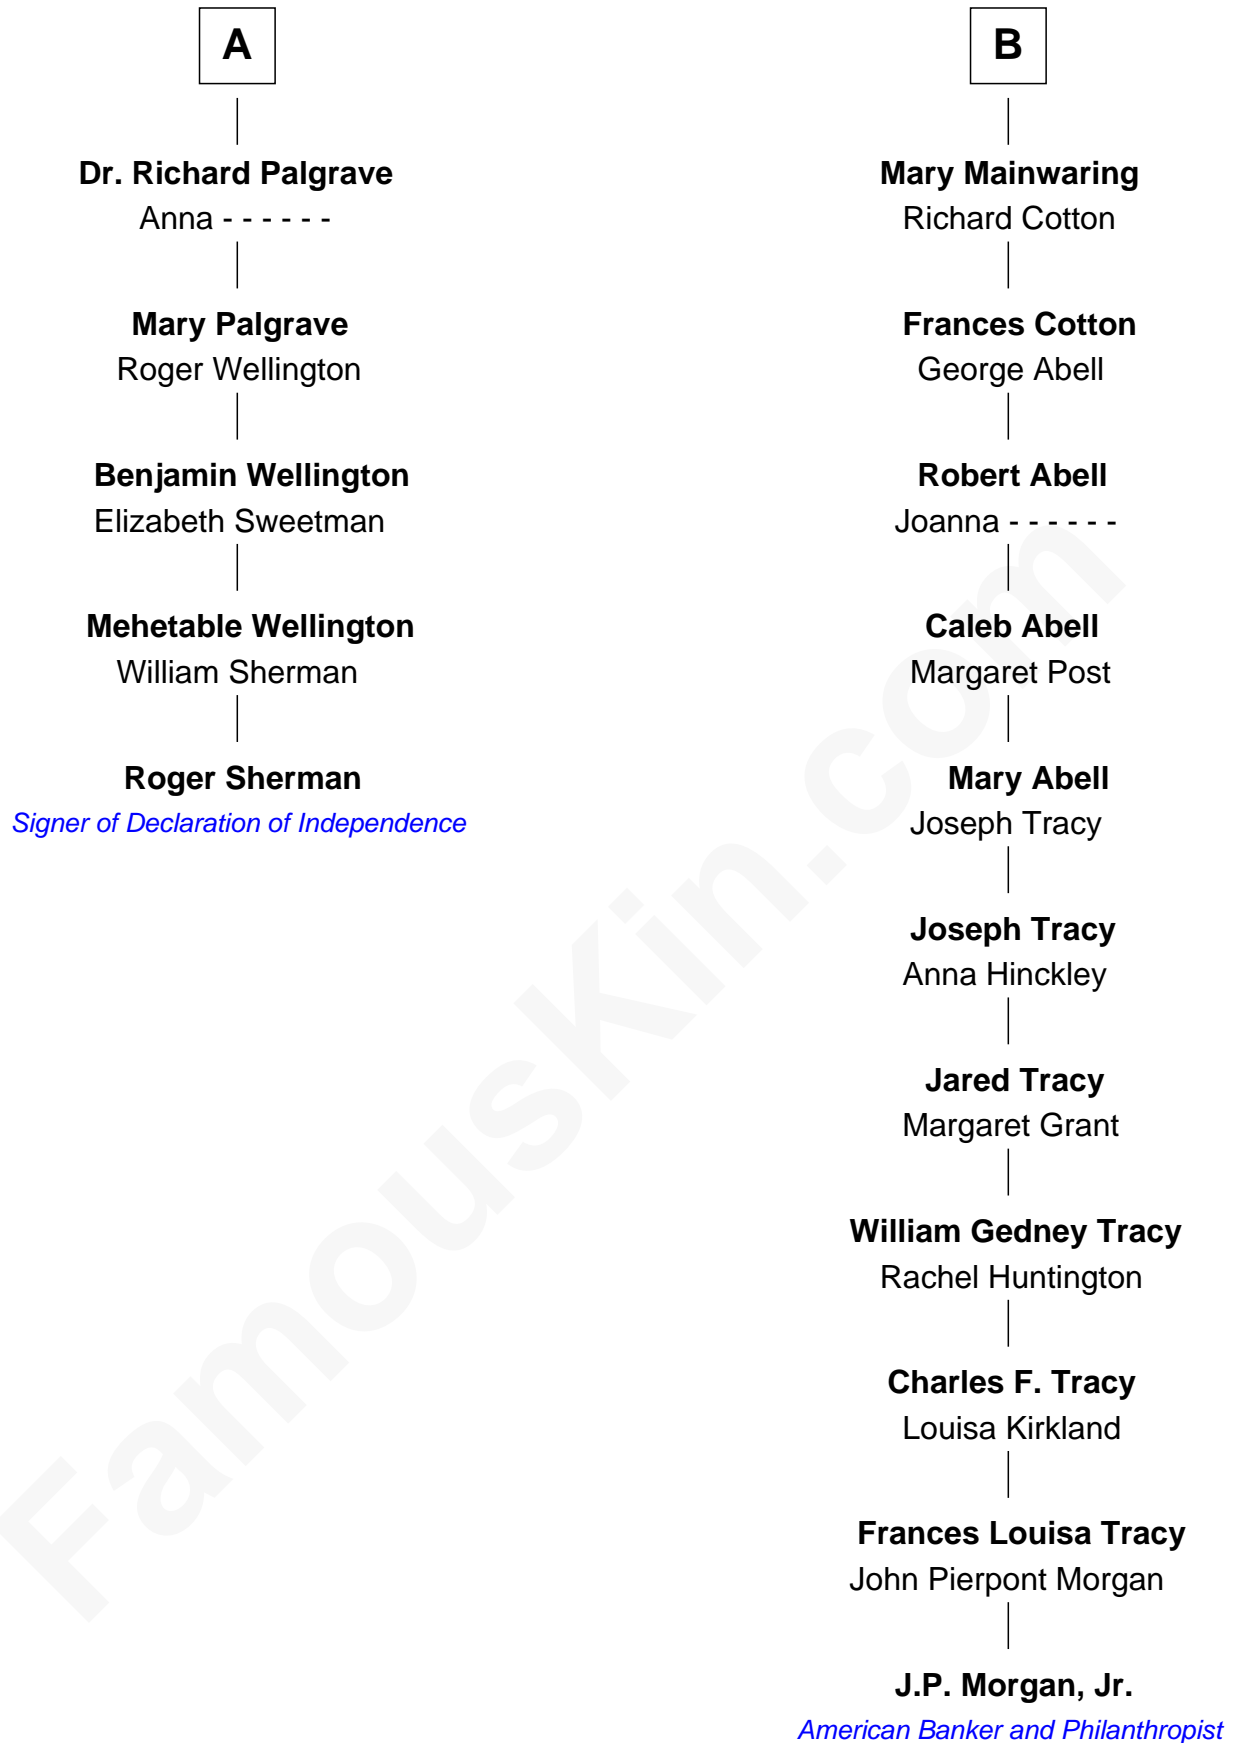 A
Dr. Richard Palgrave
Anna - - - - - -
Mary Palgrave
Roger Wellington
Benjamin Wellington
Elizabeth Sweetman
Mehetable Wellington
William Sherman
Roger Sherman
Signer of Declaration of Independence
B
Mary Mainwaring
Richard Cotton
Frances Cotton
George Abell
Robert Abell
Joanna - - - - - -
Caleb Abell
Margaret Post
Mary Abell
Joseph Tracy
Joseph Tracy
Anna Hinckley
Jared Tracy
Margaret Grant
William Gedney Tracy
Rachel Huntington
Charles F. Tracy
Louisa Kirkland
Frances Louisa Tracy
John Pierpont Morgan
J.P. Morgan, Jr.
American Banker and Philanthropist
FamousKin.com